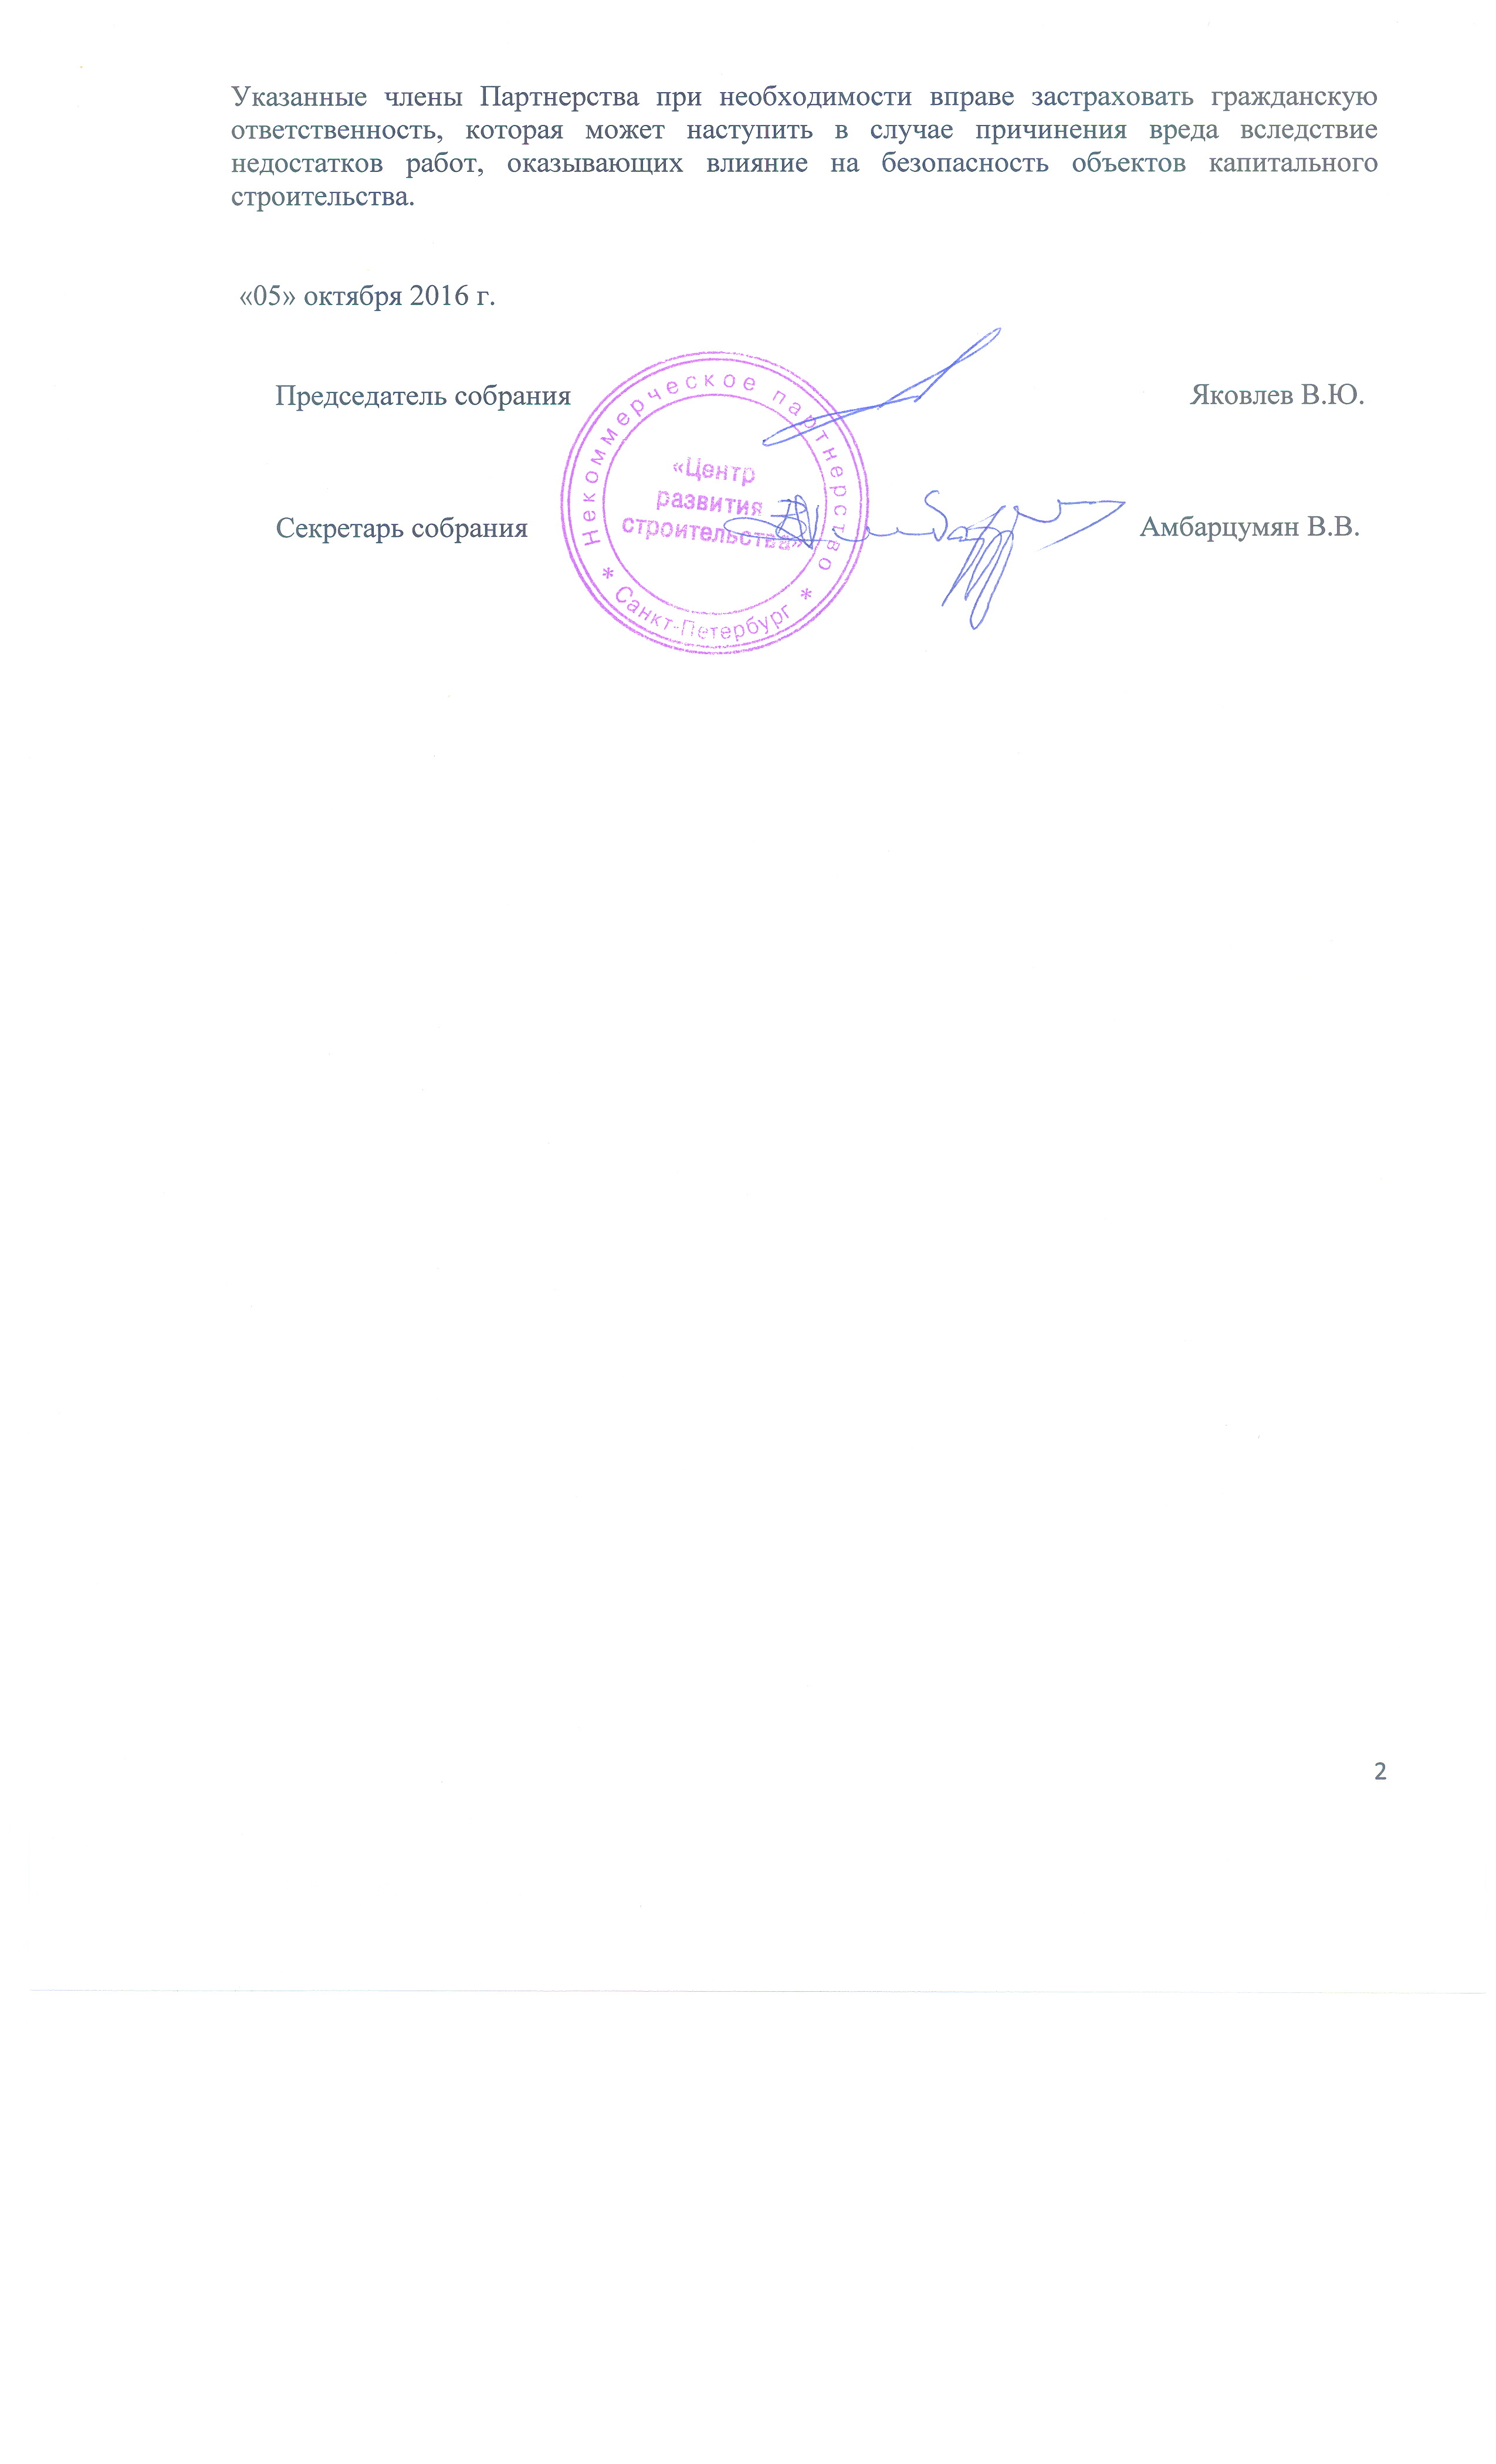 Указанные члены Партнерства при необходимости вправе застраховать гражданскую
ответственность, которая может наступить в случае причинения вреда вследствие
недостатков работ, оказывающих влияние на безопасность объектов капитального
строительства.
«05» октября 2016 г.
Председатель собрания Яковлев В.Ю.
Некоммерческое партнерство
«Центр
развития
строительства»
* Санкт-Петербург *
Секретарь собрания Амбарцумян В.В.
2